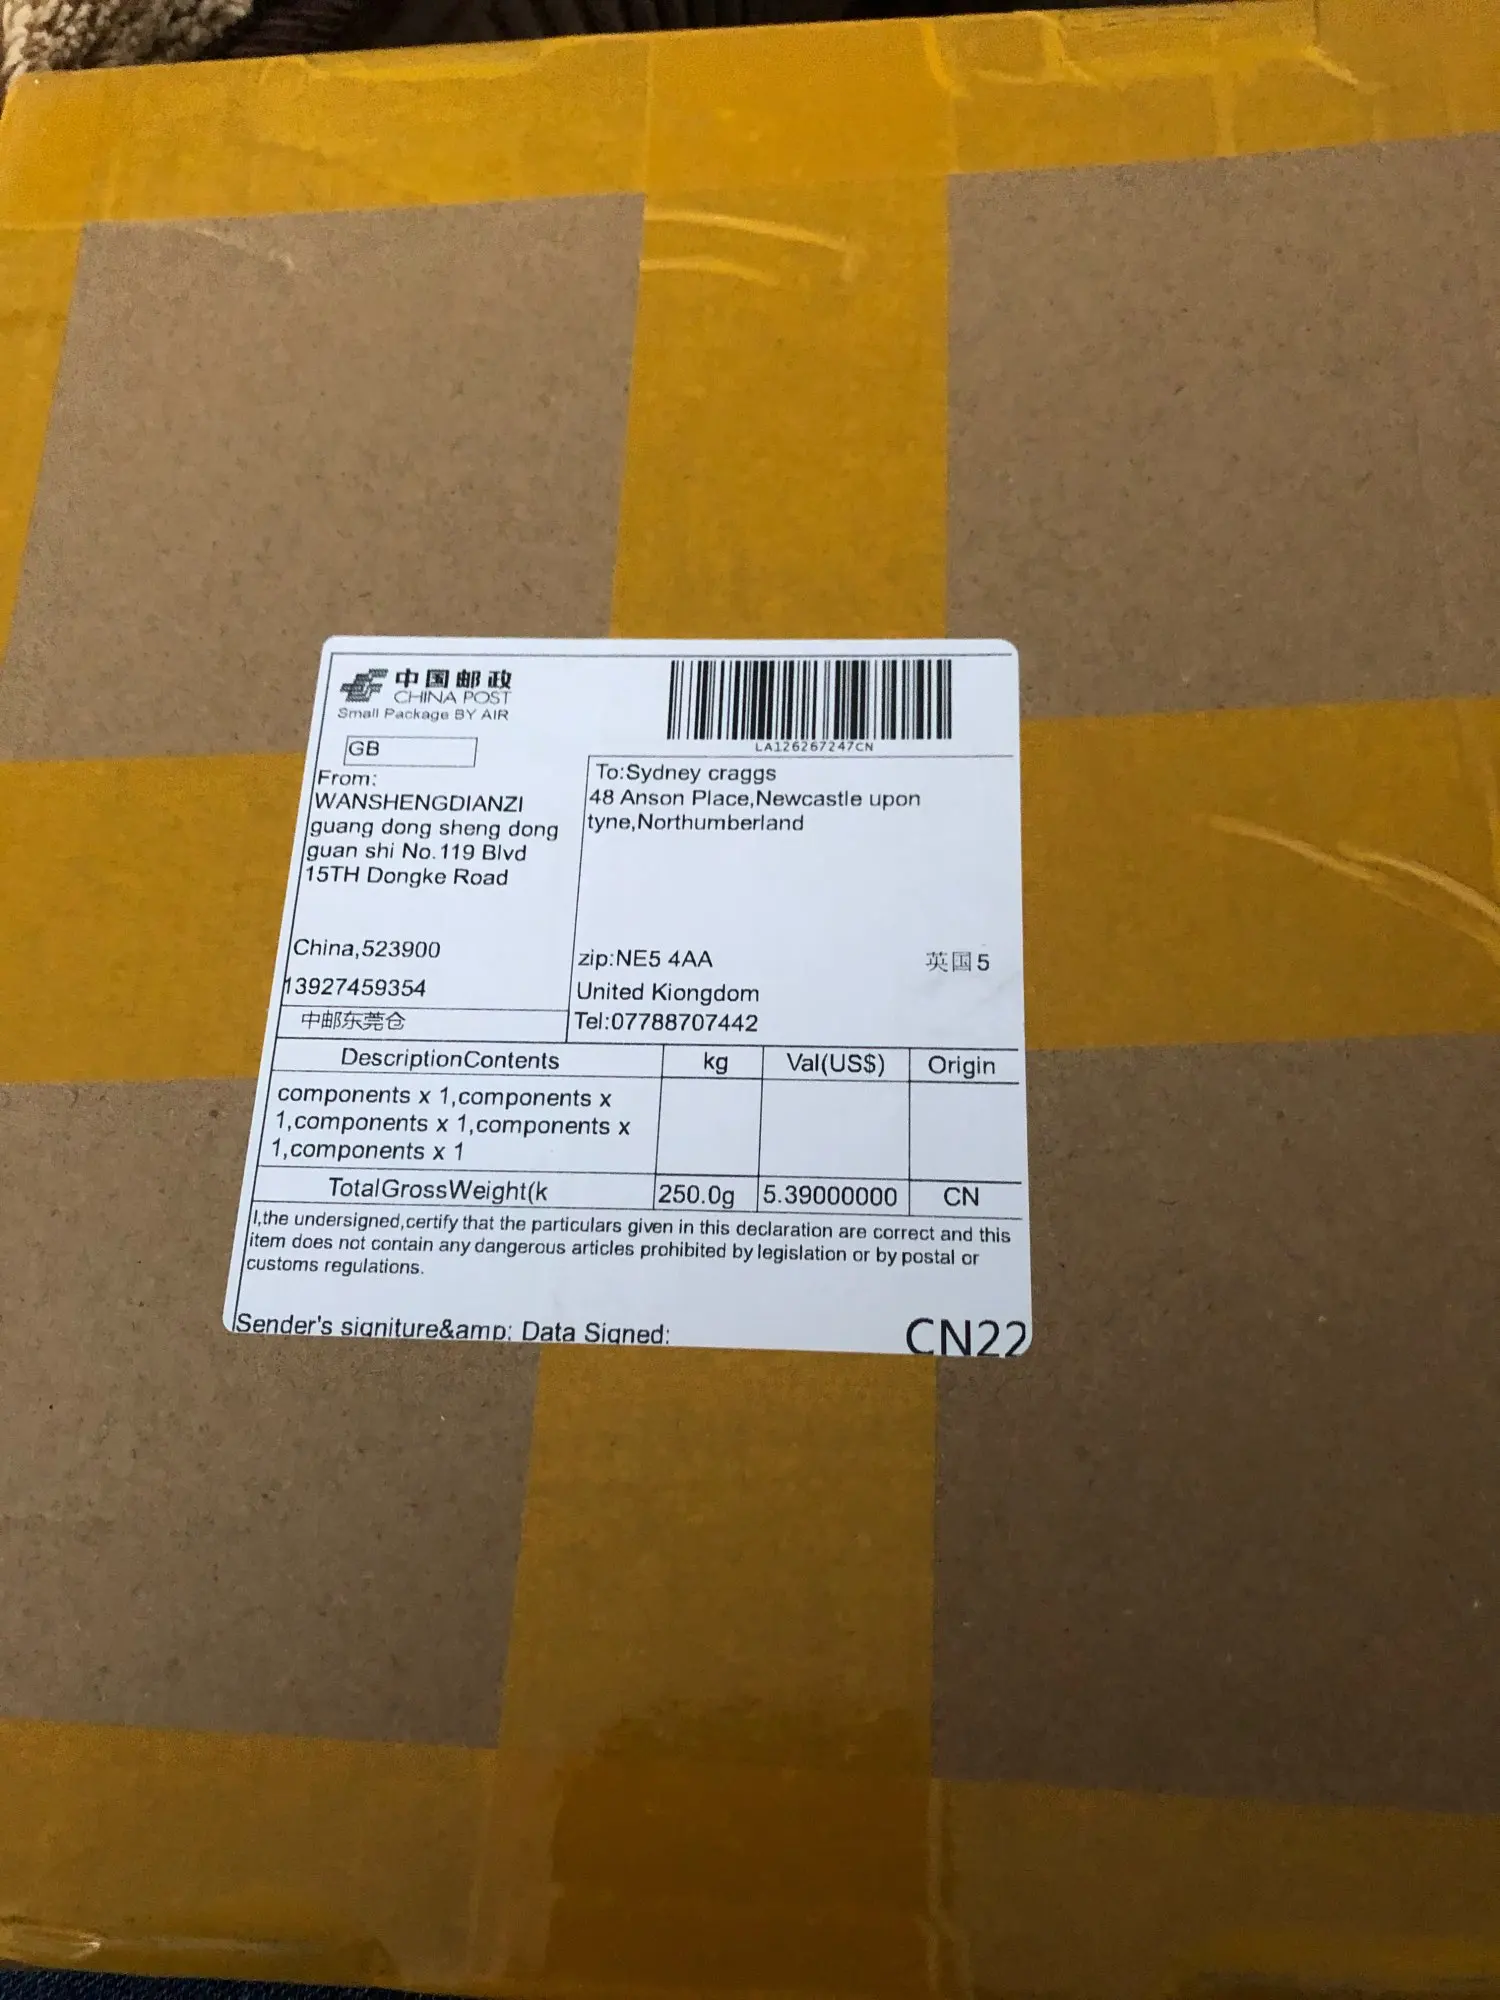 中国邮政
CHINA POST
Small Package BY AIR
LA126267247CN
GB
From:
WANSHENGDIANZI
guang dong sheng dong
guan shi No.119 Blvd
15TH Dongke Road
China,523900
13927459354
中邮东莞仓
To:Sydney craggs
48 Anson Place,Newcastle upon
tyne,Northumberland
zip:NE5 4AA
英国5
United Kiongdom
Tel:07788707442
DescriptionContents
kg
Val(US$)
Origin
components x 1,components x
1,components x 1,components x
1,components x 1
TotalGrossWeight(k
250.0g
5.39000000
CN
I,the undersigned,certify that the particulars given in this declaration are correct and this
item does not contain any dangerous articles prohibited by legislation or by postal or
customs regulations.
Sender's signiture&amp; Data Signed:
CN22